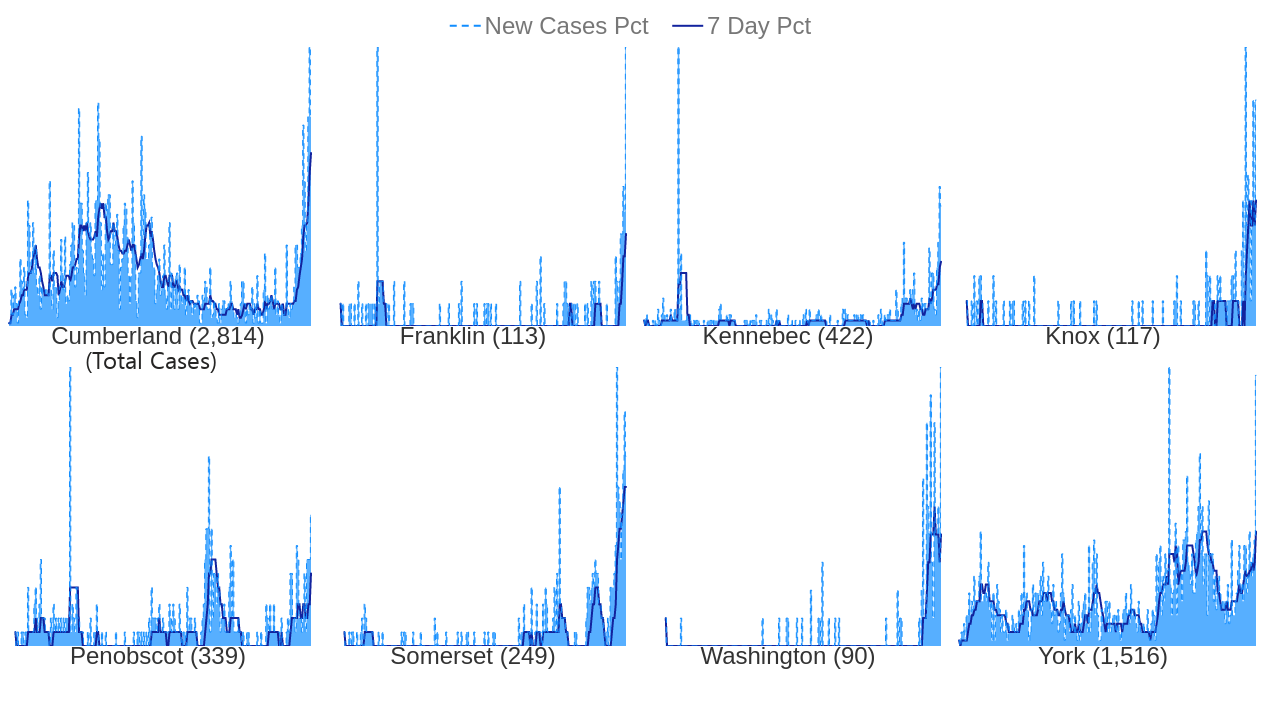 New Cases Pct 7 Day Pct
Cumberland (2,814) Franklin (113) Kennebec (422) Knox (117)
(Total Cases)
Penobscot (339) Somerset (249) Washington (90) York (1,516)